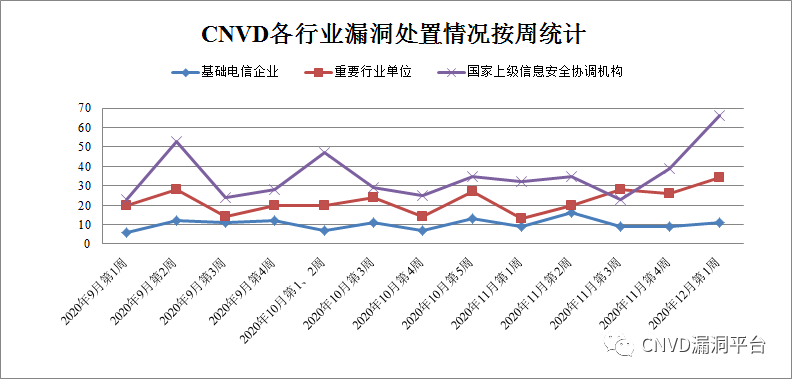 CNVD各行业漏洞处置情况按周统计
基础电信企业 重要行业单位 国家上级信息安全协调机构
70
60
50
40
30
20
10
0
2020年9月第1周
2020年9月第2周
2020年9月第3周
2020年9月第4周
2020年10月第1、2周
2020年10月第3周
2020年10月第4周
2020年10月第5周
2020年11月第1周
2020年11月第2周
2020年11月第3周
2020年11月第4周
2020年12月第1周
CNVD漏洞平台